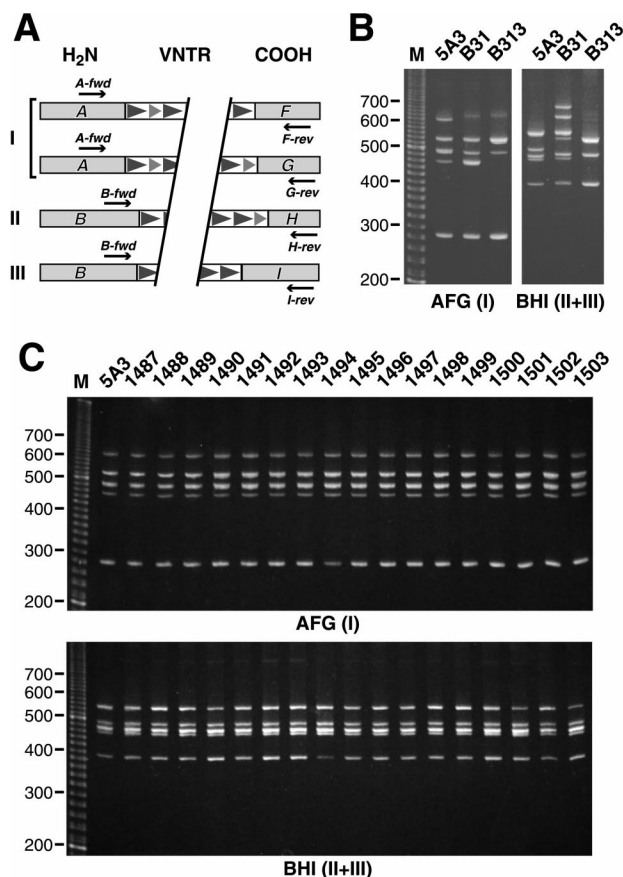 A
H2N VNTR COOH
A-fwd
A F
F-rev
I
A-fwd
A G
G-rev
II
B-fwd
B H
H-rev
III
B-fwd
B I
I-rev
B
M 5A3 B31 B313 5A3 B31 B313
700
600
500
400
300
200
AFG (I) BHI (II+III)
C
M 5A3 1487 1488 1489 1490 1491 1492 1493 1494 1495 1496 1497 1498 1499 1500 1501 1502 1503
700
600
500
400
300
200
AFG (I)
700
600
500
400
300
200
BHI (II+III)